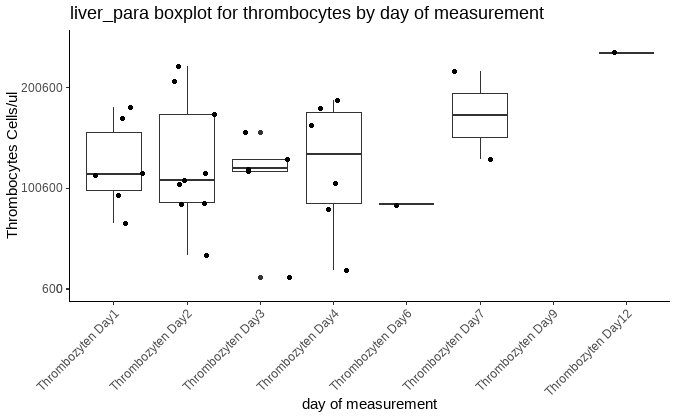 liver_para boxplot for thrombocytes by day of measurement
Thrombocytes Cells/ul
200600
100600
600
Thrombozyten Day1
Thrombozyten Day2
Thrombozyten Day3
Thrombozyten Day4
Thrombozyten Day6
Thrombozyten Day7
Thrombozyten Day9
Thrombozyten Day12
day of measurement